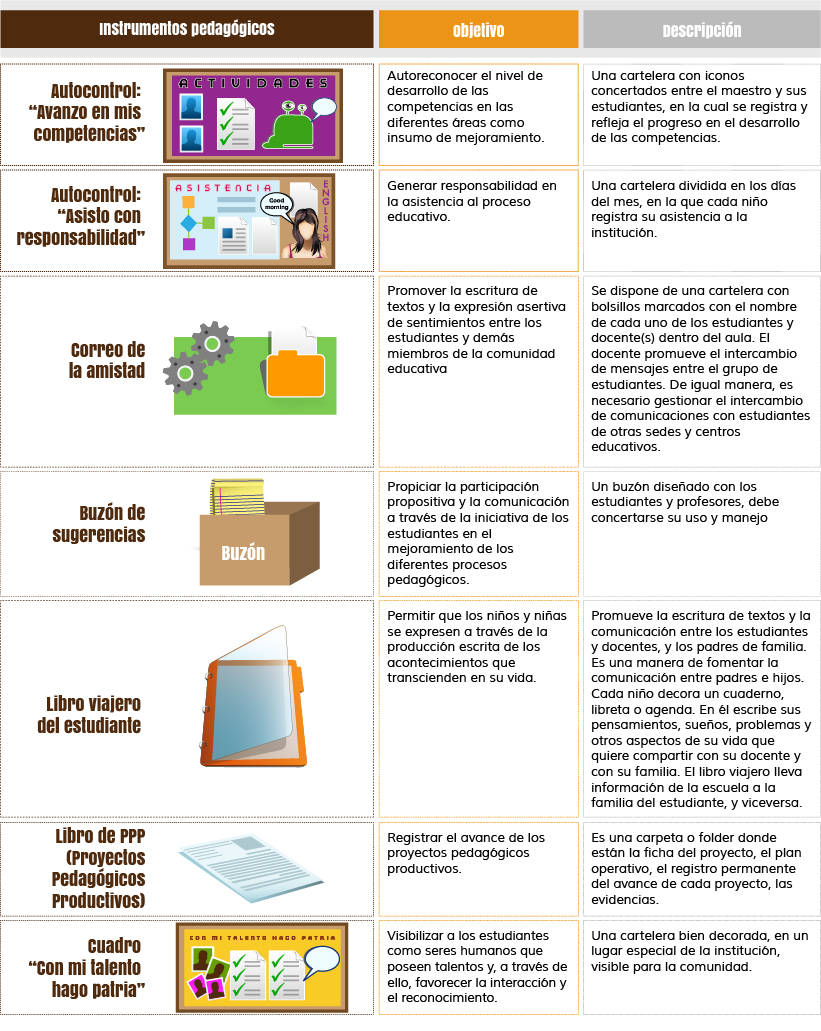 Instrumentos pedagógicos
Objetivo
Descripción
Autocontrol:
“Avanzo en mis
competencias”
ACTIVIDADES
Autoreconocer el nivel de
desarrollo de las
competencias en las
diferentes áreas como
insumo de mejoramiento.
Una cartelera con iconos
concertados entre el maestro y sus
estudiantes, en la cual se registra y
refleja el progreso en el desarrollo
de las competencias.
Autocontrol:
“Asisto con
responsabilidad”
ASISTENCIA
Good
morning
ENGLISH
Generar responsabilidad en
la asistencia al proceso
educativo.
Una cartelera dividida en los días
del mes, en la que cada niño
registra su asistencia a la
institución.
Correo de
la amistad
Promover la escritura de
textos y la expresión asertiva
de sentimientos entre los
estudiantes y demás
miembros de la comunidad
educativa
Se dispone de una cartelera con
bolsillos marcados con el nombre
de cada uno de los estudiantes y
docente(s) dentro del aula. El
docente promueve el intercambio
de mensajes entre el grupo de
estudiantes. De igual manera, es
necesario gestionar el intercambio
de comunicaciones con estudiantes
de otras sedes y centros
educativos.
Buzón de
sugerencias
Buzón
Propiciar la participación
propositiva y la comunicación
a través de la iniciativa de los
estudiantes en el
mejoramiento de los
diferentes procesos
pedagógicos.
Un buzón diseñado con los
estudiantes y profesores, debe
concertarse su uso y manejo
Libro viajero
del estudiante
Permitir que los niños y niñas
se expresen a través de la
producción escrita de los
acontecimientos que
transcienden en su vida.
Promueve la escritura de textos y la
comunicación entre los estudiantes
y docentes, y los padres de familia.
Es una manera de fomentar la
comunicación entre padres e hijos.
Cada niño decora un cuaderno,
libreta o agenda. En él escribe sus
pensamientos, sueños, problemas y
otros aspectos de su vida que
quiere compartir con su docente y
con su familia. El libro viajero lleva
información de la escuela a la
familia del estudiante, y viceversa.
Libro de PPP
(Proyectos
Pedagógicos
Productivos)
Registrar el avance de los
proyectos pedagógicos
productivos.
Es una carpeta o folder donde
están la ficha del proyecto, el plan
operativo, el registro permanente
del avance de cada proyecto, las
evidencias.
Cuadro
“Con mi talento
hago patria”
CON MI TALENTO HAGO PATRIA
Visibilizar a los estudiantes
como seres humanos que
poseen talentos y, a través de
ello, favorecer la interacción y
el reconocimiento.
Una cartelera bien decorada, en un
lugar especial de la institución,
visible para la comunidad.